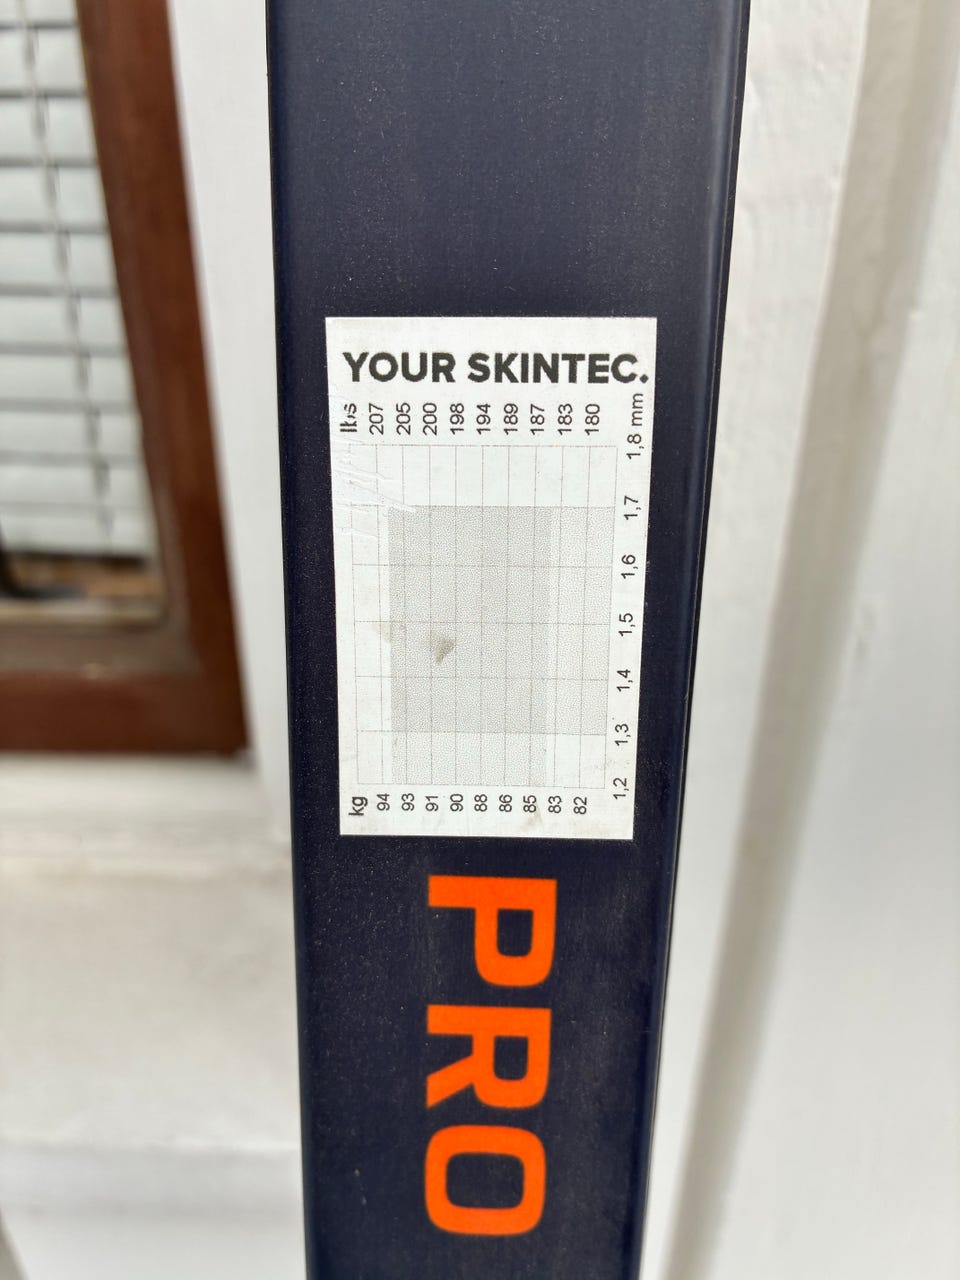 YOUR SKINTEC.
lbs 207 205 200 198 194 189 187 183 180
1,8 mm
1,7
1,6
1,5
1,4
1,3
1,2
kg 94 93 91 90 88 86 85 83 82
PRO